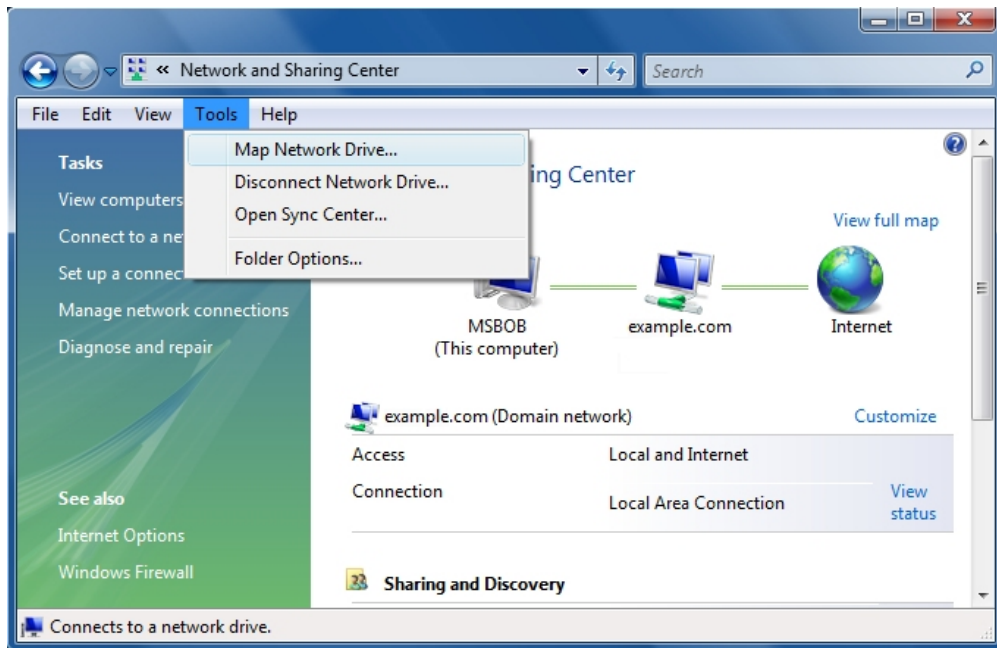 « Network and Sharing Center
Search
File Edit View Tools Help
Map Network Drive...
Disconnect Network Drive...
Open Sync Center...
Folder Options...
Tasks
View computers
Connect to a
Set up a
Manage network connections
Diagnose and repair
See also
Internet Options
Windows Firewall
Center
View full map
MSBOB
(This computer)
example.com
Internet
example.com (Domain network)
Customize
Access
Local and Internet
Connection
Local Area Connection
View
status
Sharing and Discovery
Connects to a network drive.